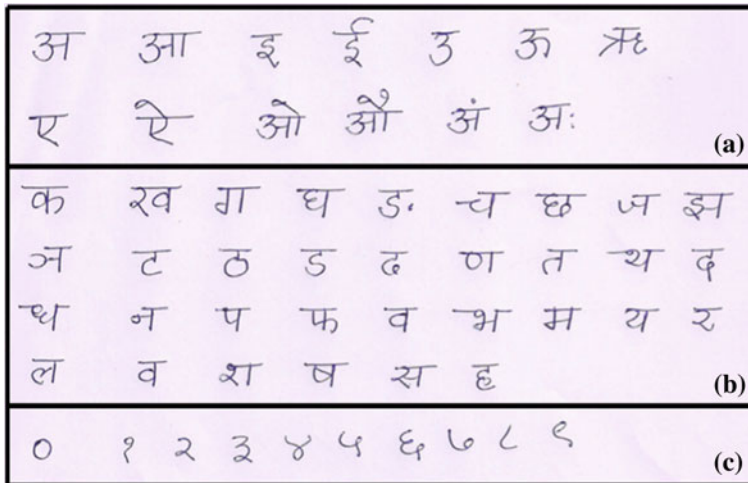 अ आ इ ई उ ऊ ऋ
ए ऐ ओ औ अं अः (a)
क ख ग घ ङ च छ ज झ
ञ ट ठ ड ढ ण त थ द
ध न प फ व भ म य र
ल व श ष स ह (b)
० १ २ ३ ४ ५ ६ ७ ८ ९ (c)